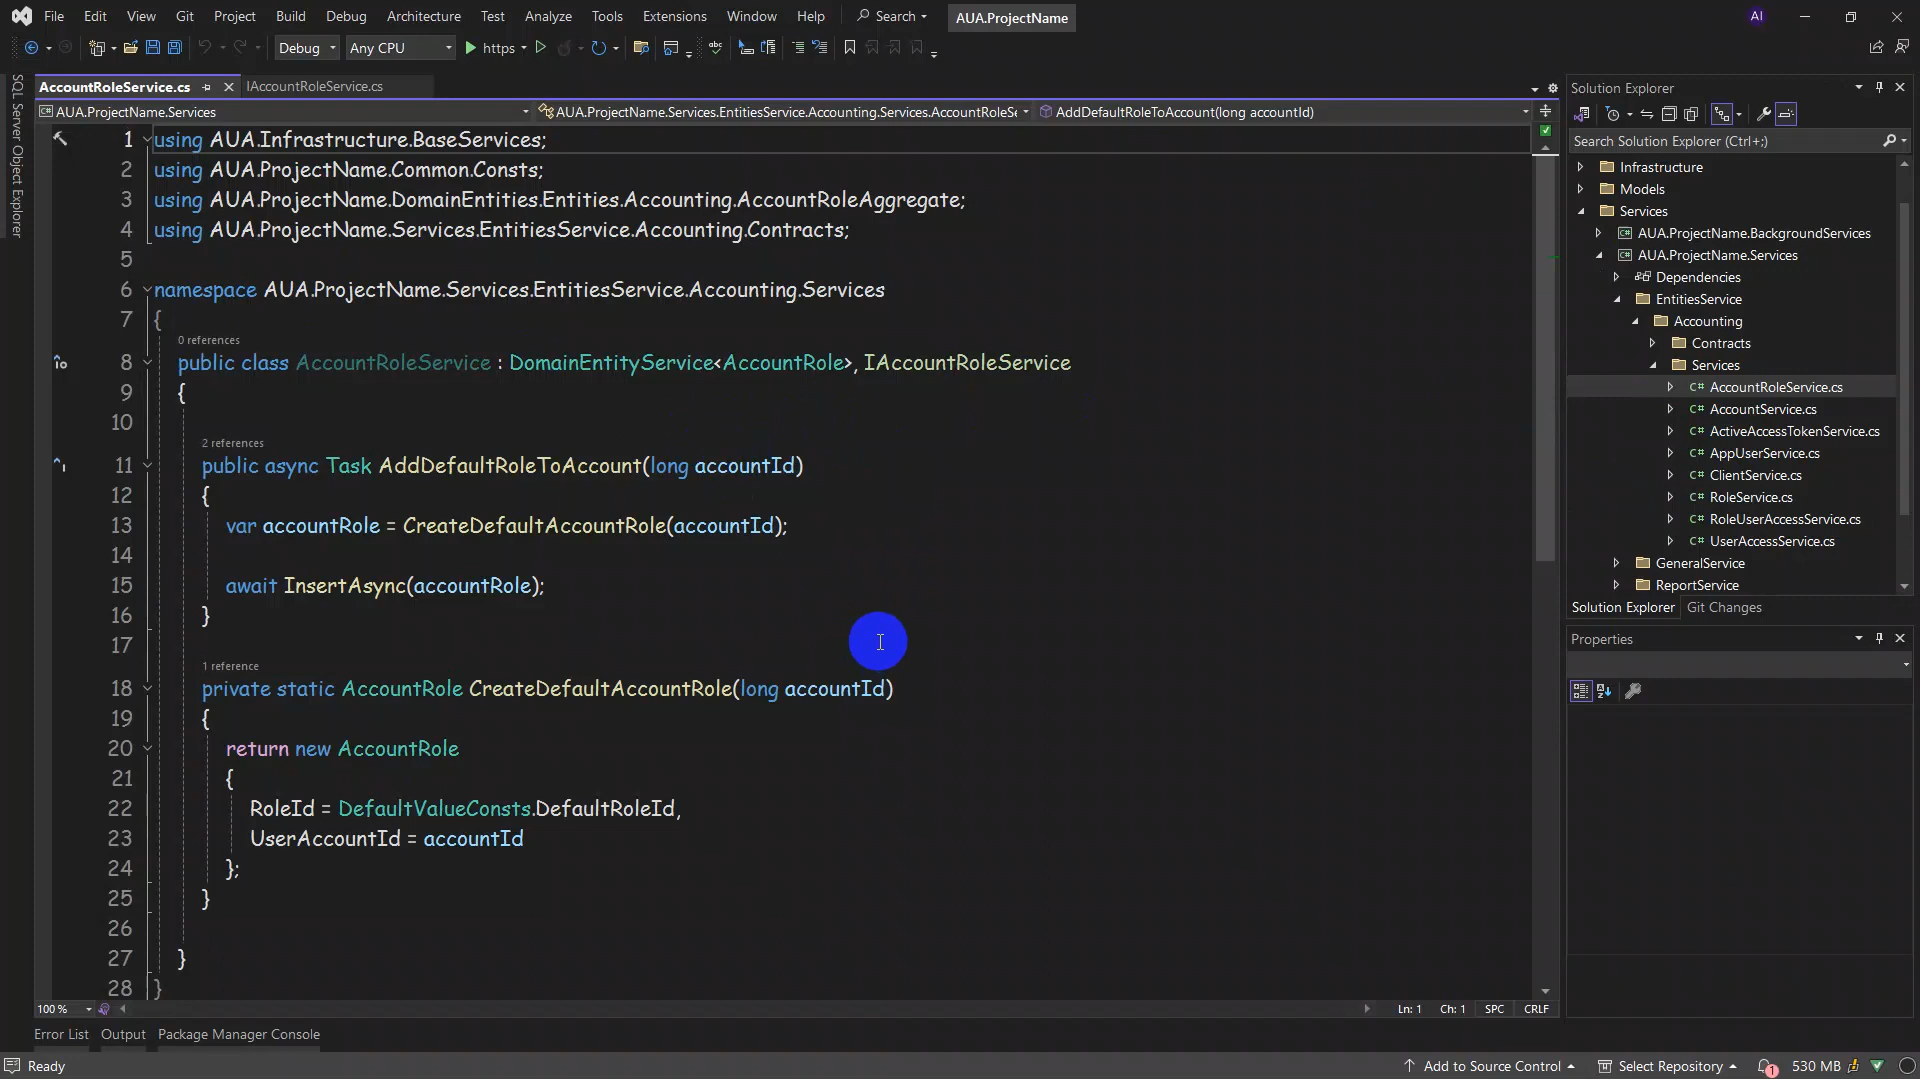 File Edit View Git Project Build Debug Architecture Test Analyze Tools Extensions Window Help Search AUA.ProjectName AI
Debug Any CPU https
SQL Server Object Explorer
AccountRoleService.cs IAccountRoleService.cs
AUA.ProjectName.Services AUA.ProjectName.Services.EntitiesService.Accounting.Services.AccountRoleSe AddDefaultRoleToAccount(long accountId)
1 using AUA.Infrastructure.BaseServices;
2 using AUA.ProjectName.Common.Consts;
3 using AUA.ProjectName.DomainEntities.Entities.Accounting.AccountRoleAggregate;
4 using AUA.ProjectName.Services.EntitiesService.Accounting.Contracts;
5
6 namespace AUA.ProjectName.Services.EntitiesService.Accounting.Services
7 {
0 references
8 public class AccountRoleService : DomainEntityService<AccountRole>, IAccountRoleService
9 {
10
2 references
11 public async Task AddDefaultRoleToAccount(long accountId)
12 {
13 var accountRole = CreateDefaultAccountRole(accountId);
14
15 await InsertAsync(accountRole);
16 }
17
1 reference
18 private static AccountRole CreateDefaultAccountRole(long accountId)
19 {
20 return new AccountRole
21 {
22 RoleId = DefaultValueConsts.DefaultRoleId,
23 UserAccountId = accountId
24 };
25 }
26
27 }
28 }
100 % Ln: 1 Ch: 1 SPC CRLF
Error List Output Package Manager Console
Solution Explorer
Search Solution Explorer (Ctrl+;)
Infrastructure
Models
Services
C# AUA.ProjectName.BackgroundServices
C# AUA.ProjectName.Services
Dependencies
EntitiesService
Accounting
Contracts
Services
C# AccountRoleService.cs
C# AccountService.cs
C# ActiveAccessTokenService.cs
C# AppUserService.cs
C# ClientService.cs
C# RoleService.cs
C# RoleUserAccessService.cs
C# UserAccessService.cs
GeneralService
ReportService
Solution Explorer Git Changes
Properties
Ready Add to Source Control Select Repository 1 530 MB